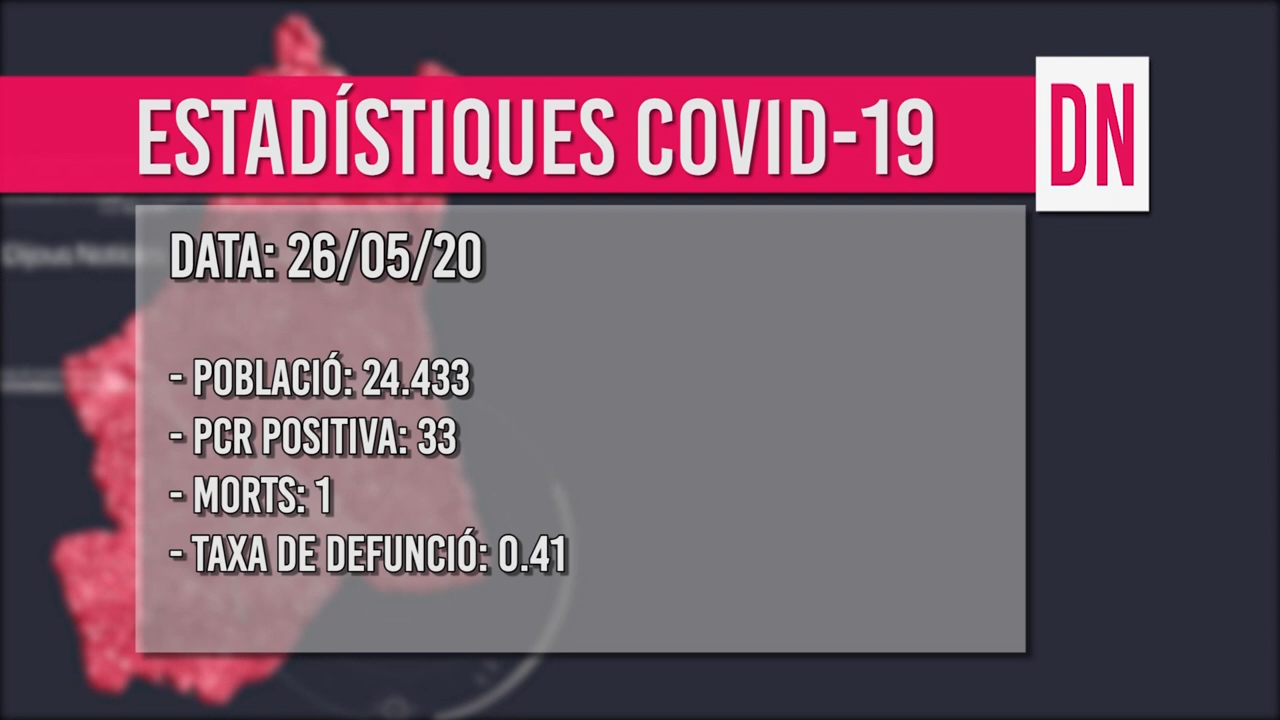 ESTADÍSTIQUES COVID-19
DN
DATA: 26/05/20
- POBLACIÓ: 24.433
- PCR POSITIVA: 33
- MORTS: 1
- TAXA DE DEFUNCIÓ: 0.41